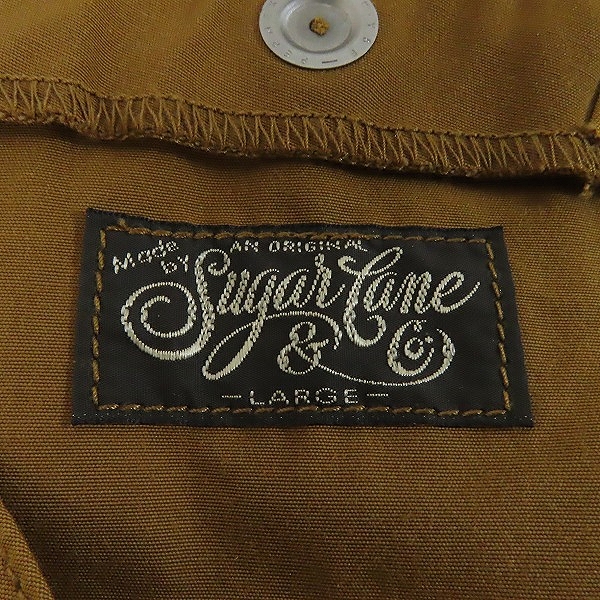 AN ORIGINAL
Made BY Sugar Cane
& Co
—LARGE—